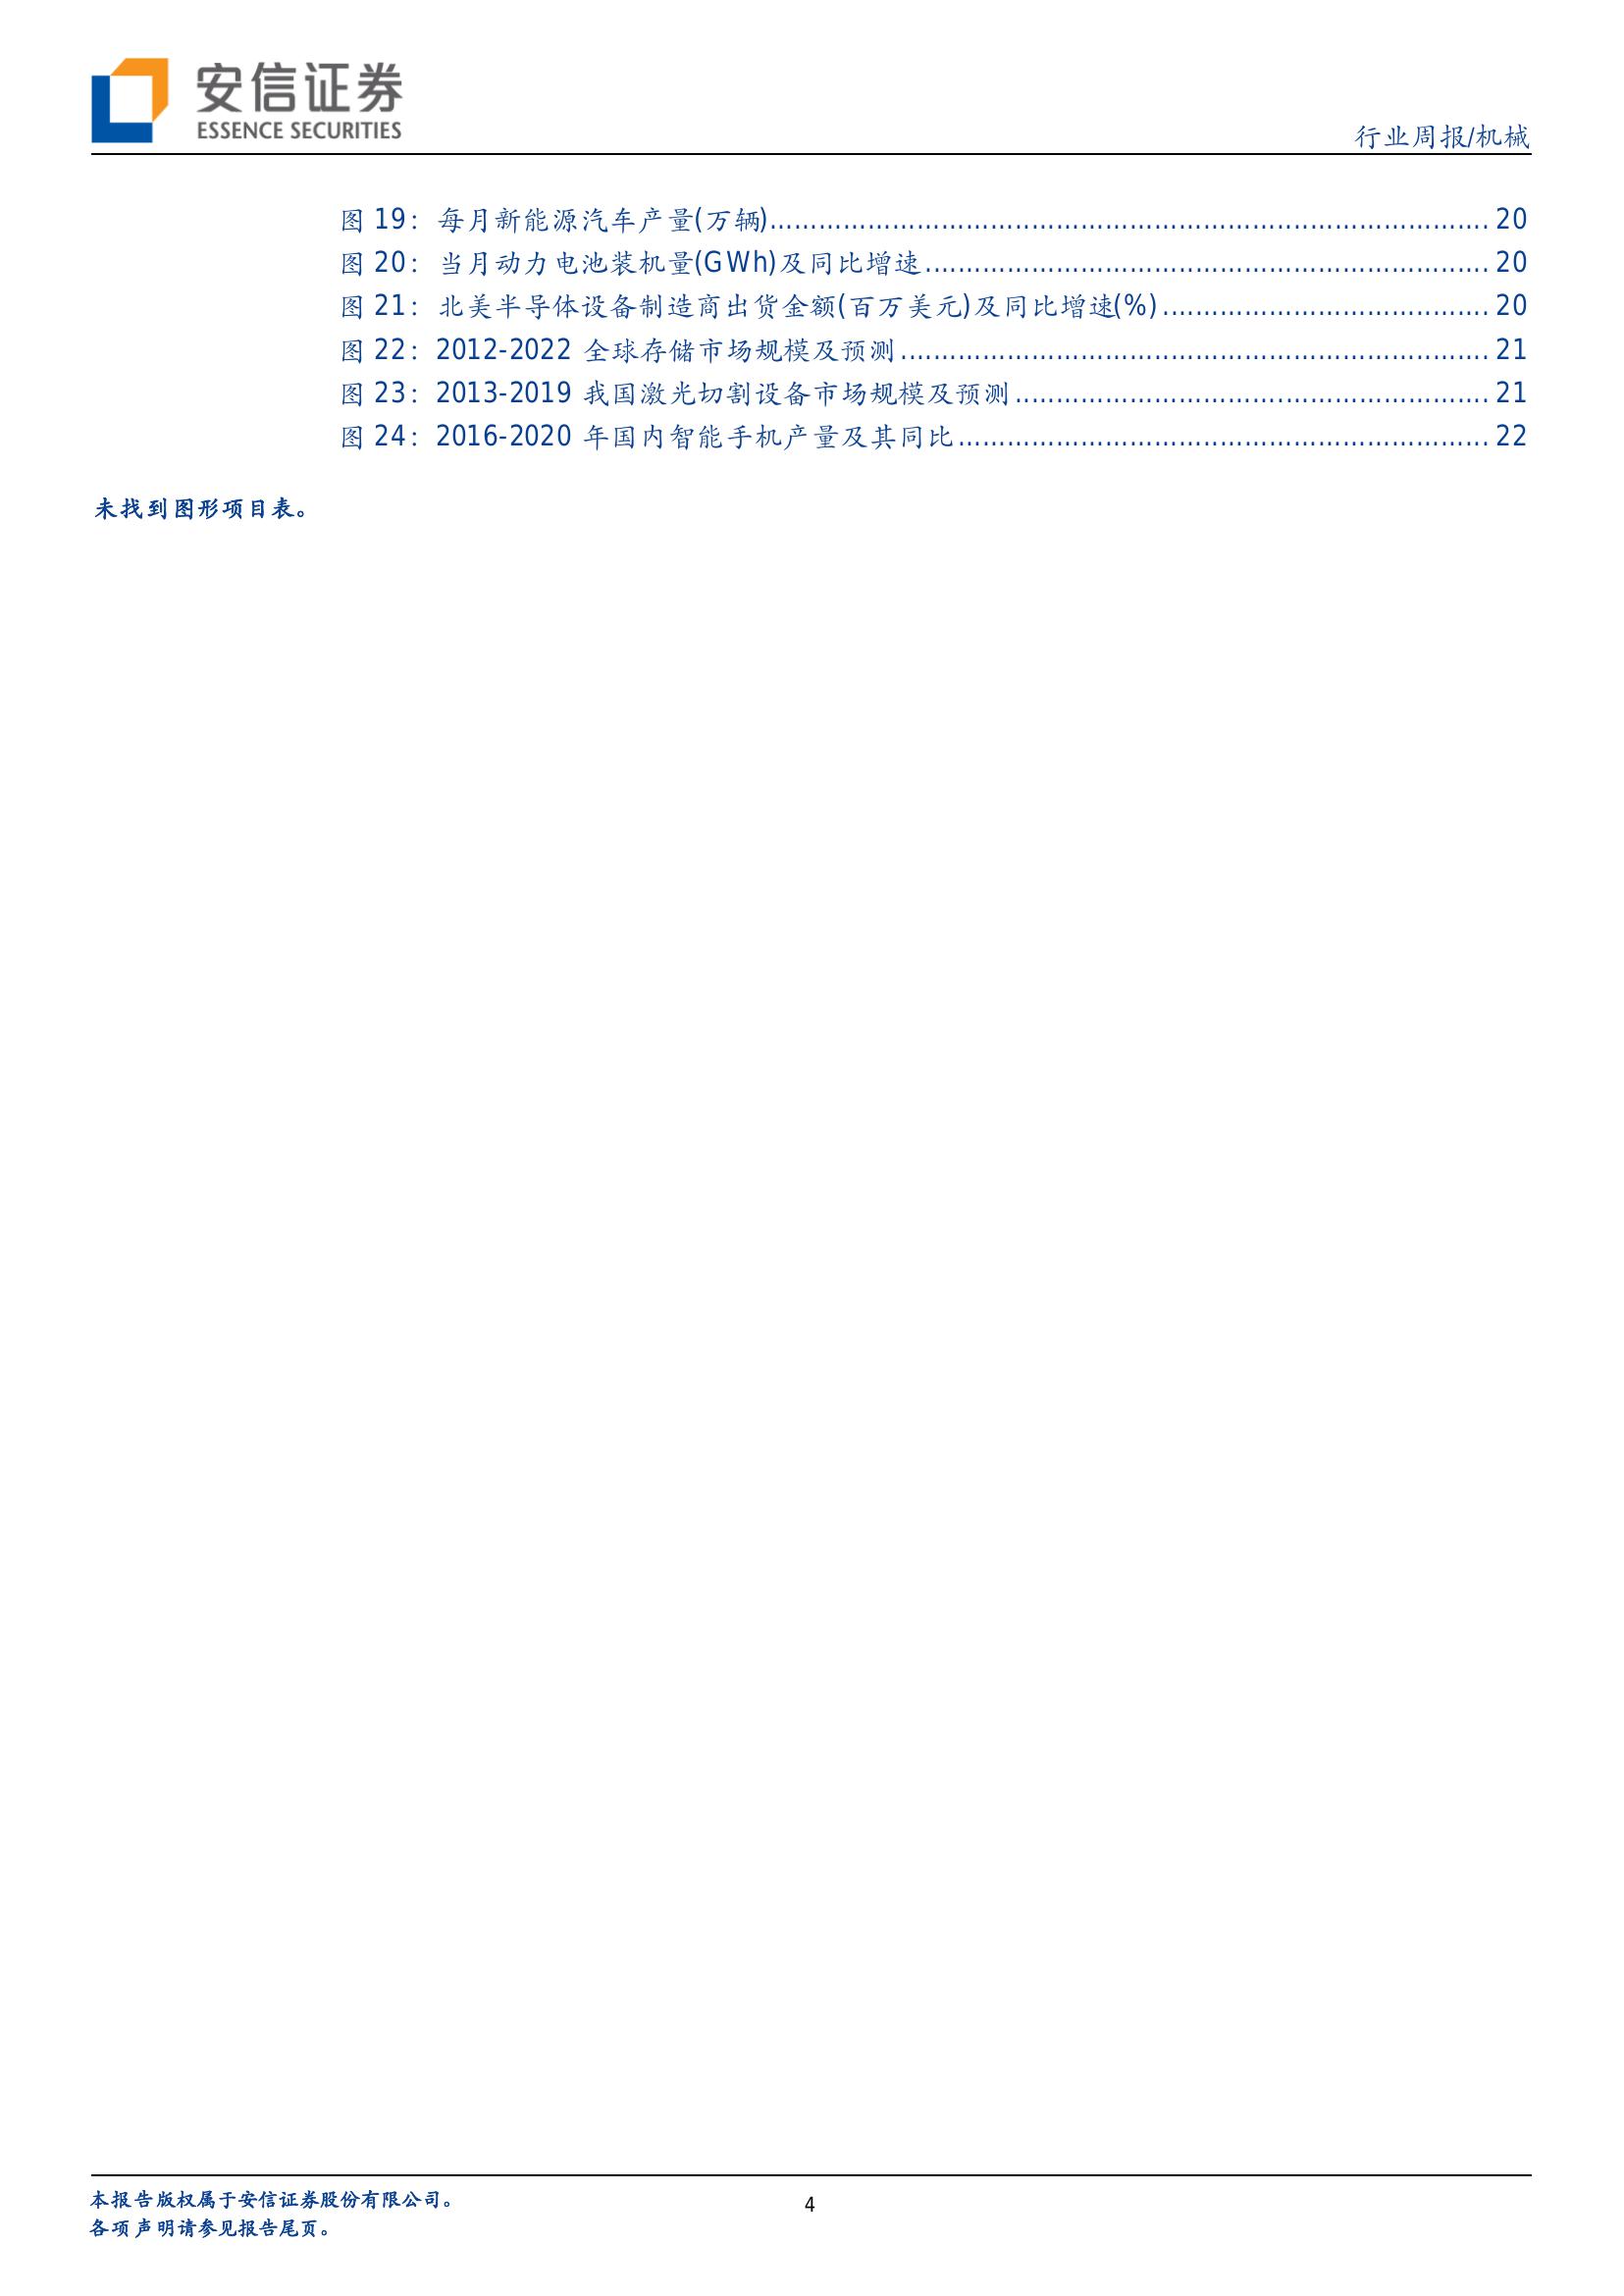 安信证券
ESSENCE SECURITIES
行业周报/机械
图 19：每月新能源汽车产量(万辆)........................................................................................ 20
图 20：当月动力电池装机量(GWh)及同比增速..................................................................... 20
图 21：北美半导体设备制造商出货金额(百万美元)及同比增速(%)........................................ 20
图 22：2012-2022 全球存储市场规模及预测........................................................................ 21
图 23：2013-2019 我国激光切割设备市场规模及预测.......................................................... 21
图 24：2016-2020 年国内智能手机产量及其同比................................................................. 22
未找到图形项目表。
本报告版权属于安信证券股份有限公司。
4
各项声明请参见报告尾页。